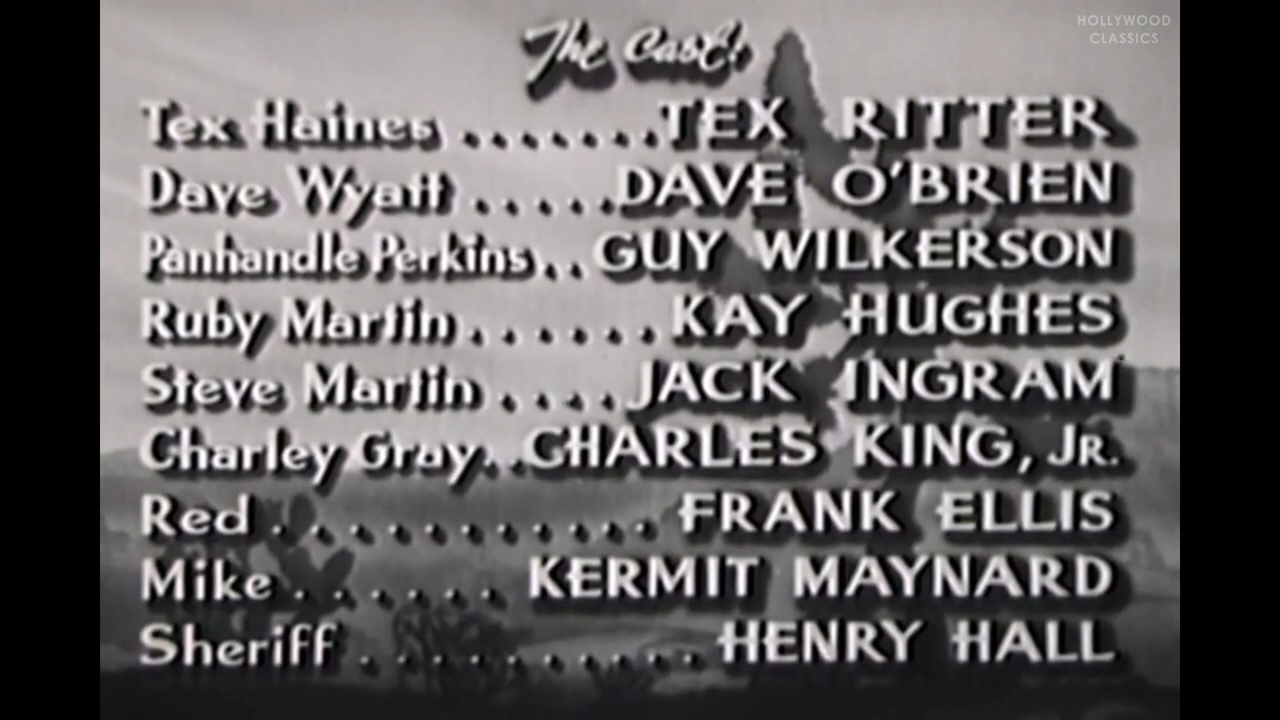 HOLLYWOOD
CLASSICS
The Cast:
Tex Haines .......TEX RITTER
Dave Wyatt .....DAVE O'BRIEN
Panhandle Perkins..GUY WILKERSON
Ruby Martin......KAY HUGHES
Steve Martin ....JACK INGRAM
Charley Gray..CHARLES KING, JR.
Red ............FRANK ELLIS
Mike ......KERMIT MAYNARD
Sheriff ...........HENRY HALL